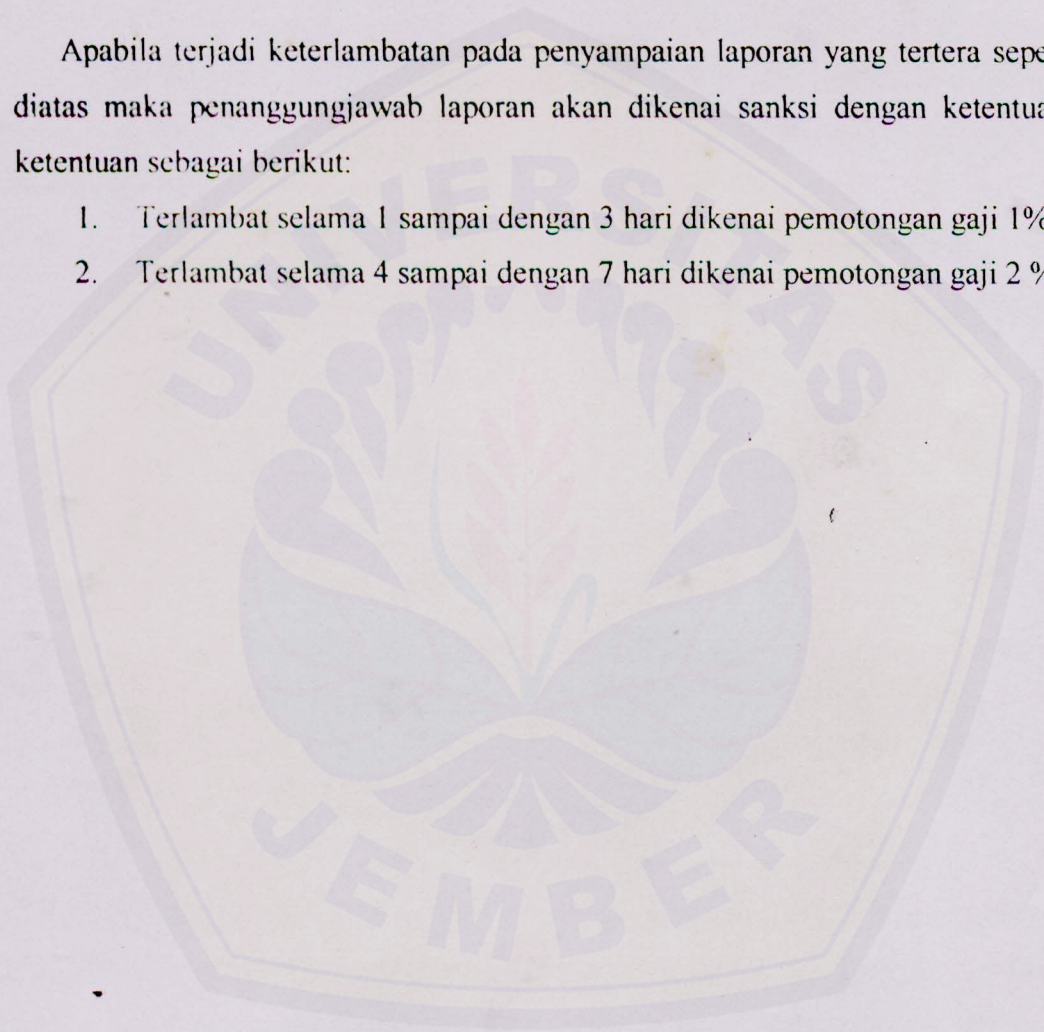 Apabila terjadi keterlambatan pada penyampaian laporan yang tertera sepe
diatas maka penanggungjawab laporan akan dikenai sanksi dengan ketentua
ketentuan sebagai berikut:
1. Terlambat selama 1 sampai dengan 3 hari dikenai pemotongan gaji 1%
2. Terlambat selama 4 sampai dengan 7 hari dikenai pemotongan gaji 2 %
UNIVERSITAS
JEMBER